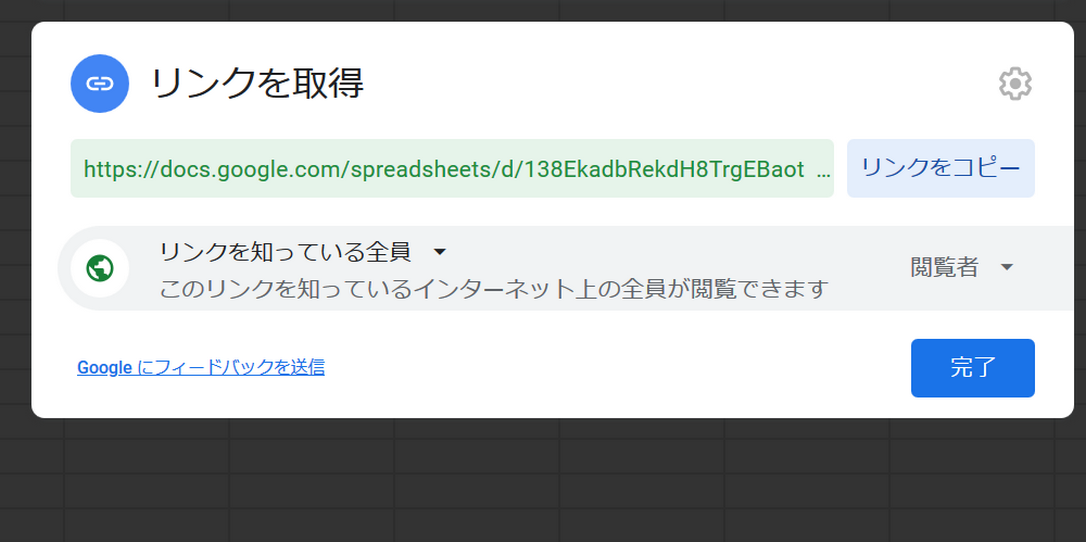 リンクを取得
https://docs.google.com/spreadsheets/d/138EkadbRekdH8TrgEBaot ...
リンクをコピー
リンクを知っている全員
このリンクを知っているインターネット上の全員が閲覧できます
閲覧者
Google にフィードバックを送信
完了